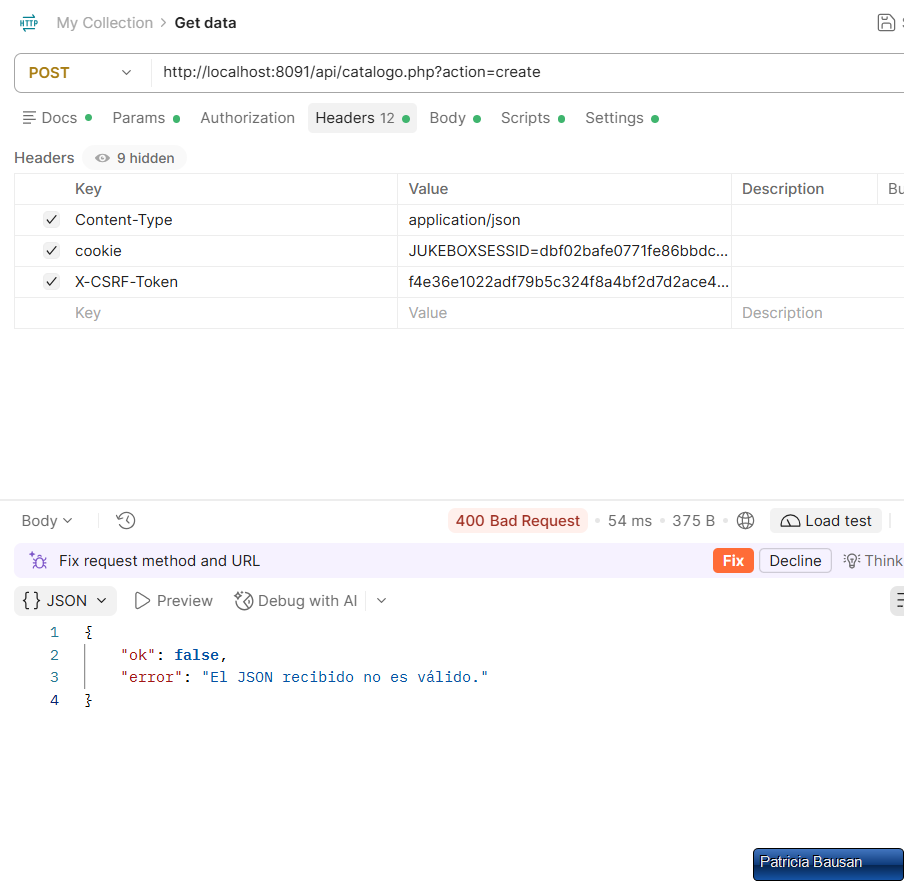 HTTP My Collection > Get data
POST http://localhost:8091/api/catalogo.php?action=create
Docs Params Authorization Headers 12 Body Scripts Settings
Headers 9 hidden
Key Value Description Bu
Content-Type application/json
cookie JUKEBOXSESSID=dbf02bafe0771fe86bbdc...
X-CSRF-Token f4e36e1022adf79b5c324f8a4bf2d7d2ace4...
Key Value Description
Body 400 Bad Request • 54 ms • 375 B • Load test
Fix request method and URL Fix Decline Think
{} JSON Preview Debug with AI
1 {
2 "ok": false,
3 "error": "El JSON recibido no es válido."
4 }
Patricia Bausan